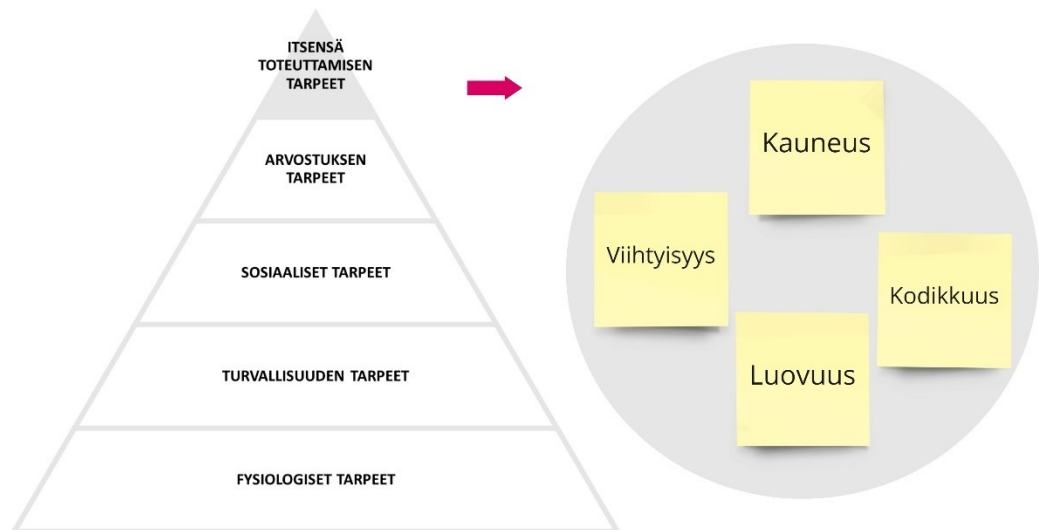 ITSENSÄ
TOTEUTTAMISEN
TARPEET
ARVOSTUKSEN
TARPEET
SOSIAALISET TARPEET
TURVALLISUUDEN TARPEET
FYSIOLOGISET TARPEET
Kauneus
Viihtyisyys
Kodikkuus
Luovuus